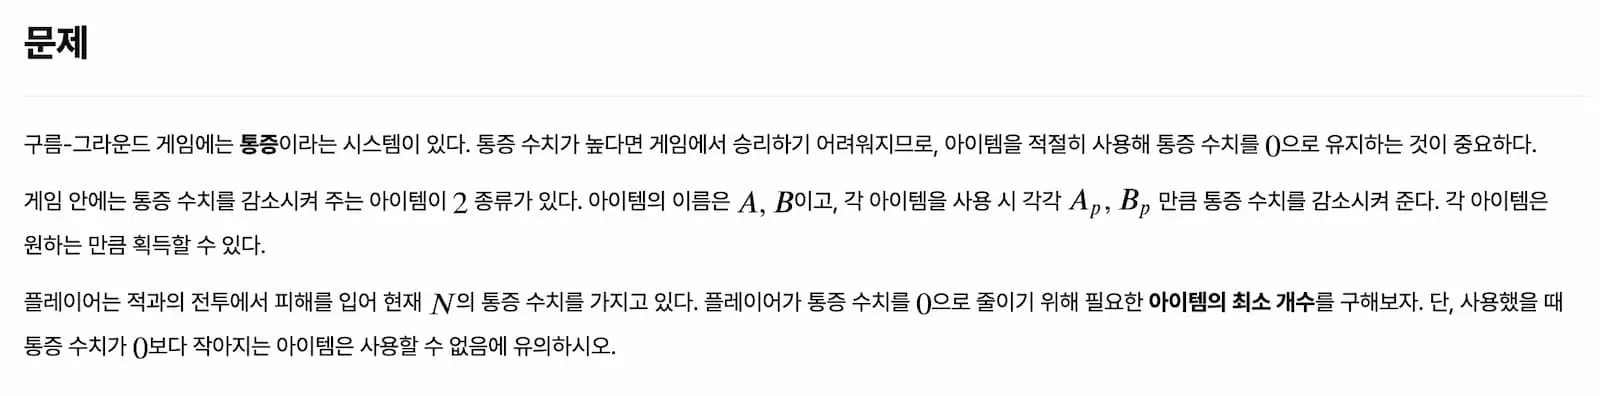 문제
구름-그라운드 게임에는 통증이라는 시스템이 있다. 통증 수치가 높다면 게임에서 승리하기 어려워지므로, 아이템을 적절히 사용해 통증 수치를 0으로 유지하는 것이 중요하다.
게임 안에는 통증 수치를 감소시켜 주는 아이템이 2 종류가 있다. 아이템의 이름은 A, B이고, 각 아이템을 사용 시 각각 A_p, B_p 만큼 통증 수치를 감소시켜 준다. 각 아이템은
원하는 만큼 획득할 수 있다.
플레이어는 적과의 전투에서 피해를 입어 현재 N의 통증 수치를 가지고 있다. 플레이어가 통증 수치를 0으로 줄이기 위해 필요한 아이템의 최소 개수를 구해보자. 단, 사용했을 때
통증 수치가 0보다 작아지는 아이템은 사용할 수 없음에 유의하시오.